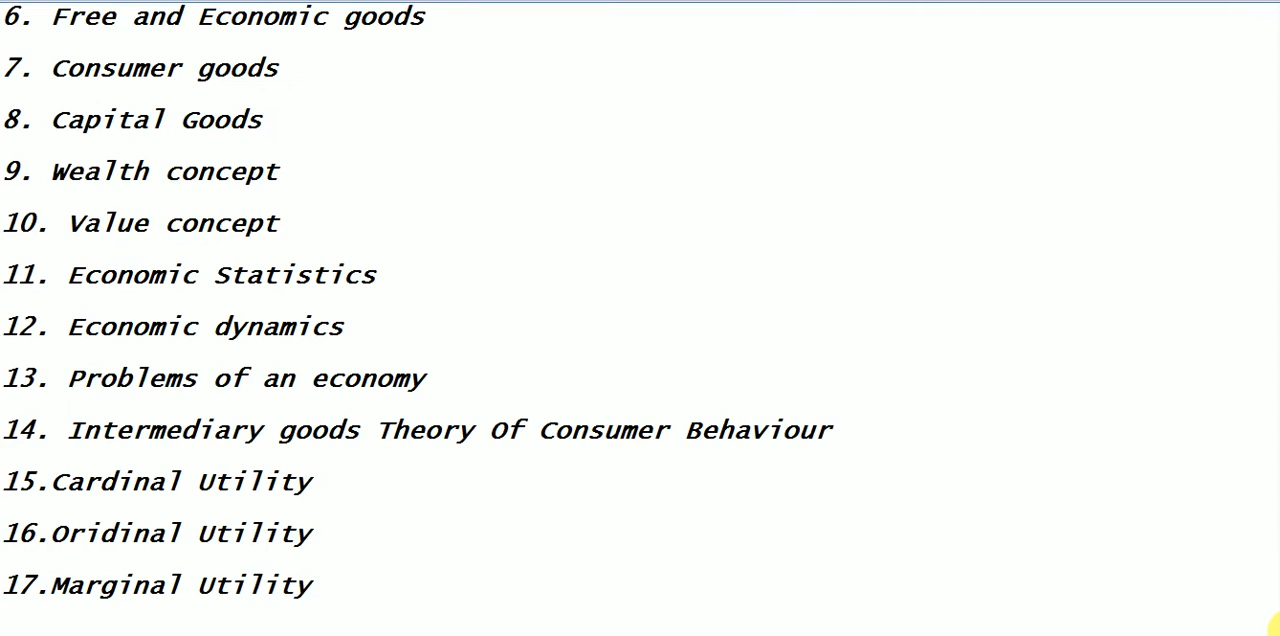 6. Free and Economic goods
7. Consumer goods
8. Capital Goods
9. Wealth concept
10. Value concept
11. Economic Statistics
12. Economic dynamics
13. Problems of an economy
14. Intermediary goods Theory Of Consumer Behaviour
15.Cardinal Utility
16.Oridinal Utility
17.Marginal Utility